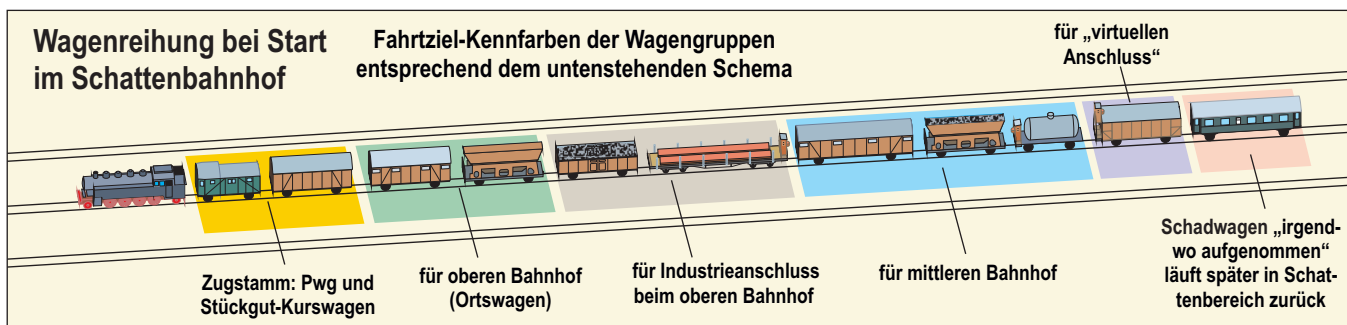 Wagenreihung bei Start
im Schattenbahnhof
Fahrtziel-Kennfarben der Wagengruppen
entsprechend dem untenstehenden Schema
für „virtuellen
Anschluss“
Zugstamm: Pwg und
Stückgut-Kurswagen
für oberen Bahnhof
(Ortswagen)
für Industrieanschluss
beim oberen Bahnhof
für mittleren Bahnhof
Schadwagen „irgend-
wo aufgenommen“
läuft später in Schat-
tenbereich zurück